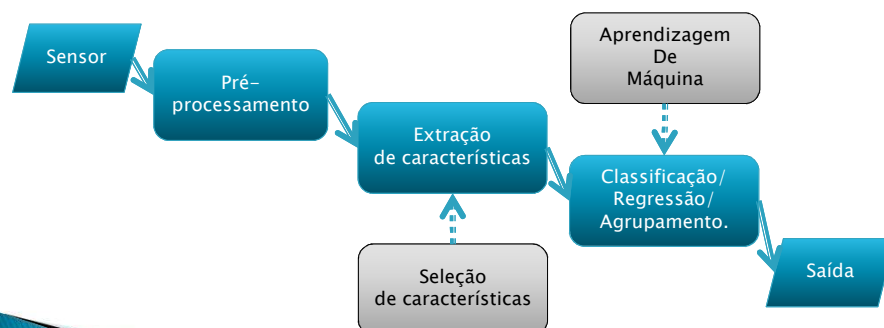 Sensor
Pré-
processamento
Extração
de características
Seleção
de características
Aprendizagem
De
Máquina
Classificação/
Regressão/
Agrupamento.
Saída